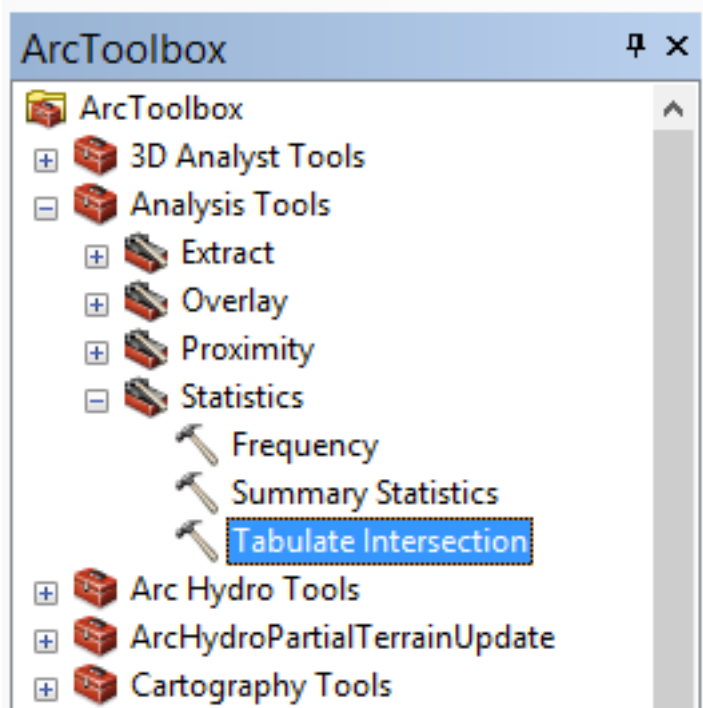 ArcToolbox
ArcToolbox
3D Analyst Tools
Analysis Tools
Extract
Overlay
Proximity
Statistics
Frequency
Summary Statistics
Tabulate Intersection
Arc Hydro Tools
ArcHydroPartialTerrainUpdate
Cartography Tools